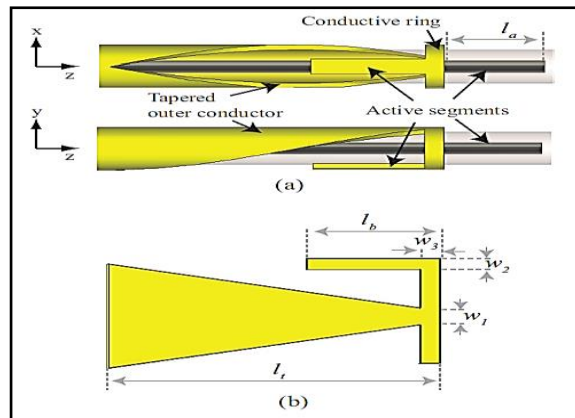 Conductive ring
l_a
x
z
Tapered
outer conductor
Active segments
y
z
(a)
l_b
w_3
w_2
w_1
l_t
(b)